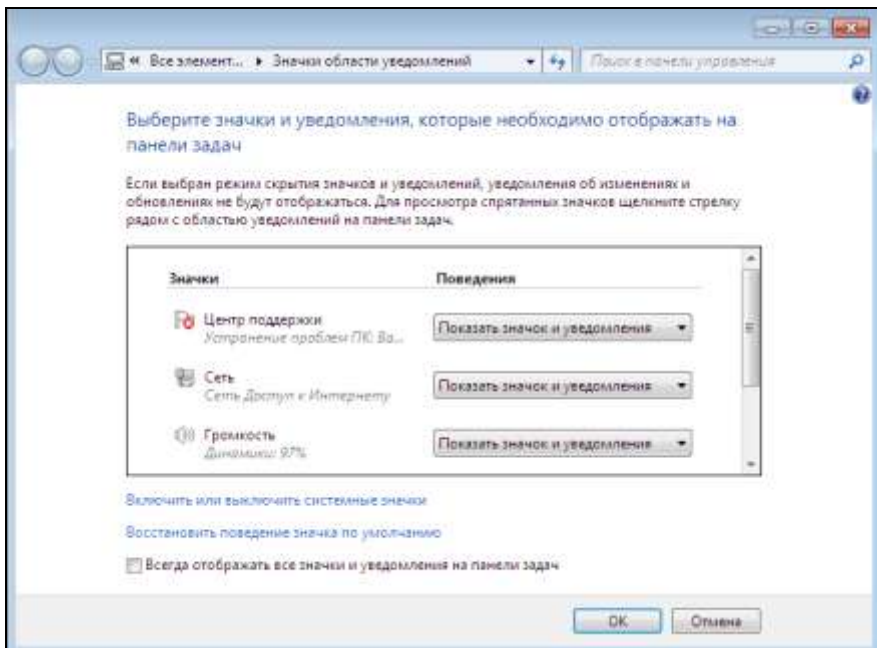 « Все элемент... ▸ Значки области уведомлений
Поиск в панели управления
Выберите значки и уведомления, которые необходимо отображать на
панели задач
Если выбран режим скрытия значков и уведомлений, уведомления об изменениях и
обновлениях не будут отображаться. Для просмотра спрятанных значков щелкните стрелку
рядом с областью уведомлений на панели задач.
Значки Поведения
Центр поддержки Показать значок и уведомления
Устранение проблем ПК: Ва...
Сеть Показать значок и уведомления
Сеть Доступ к Интернету
Громкость Показать значок и уведомления
Динамики: 97%
Включить или выключить системные значки
Восстановить поведение значка по умолчанию
Всегда отображать все значки и уведомления на панели задач
ОК Отмена